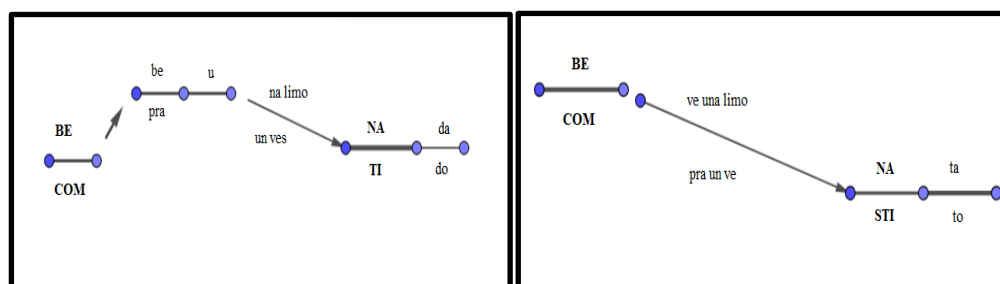 be u
na limo
pra
BE
un ves
NA da
COM
TI do
BE
ve una limo
COM
pra un ve
NA ta
STI to